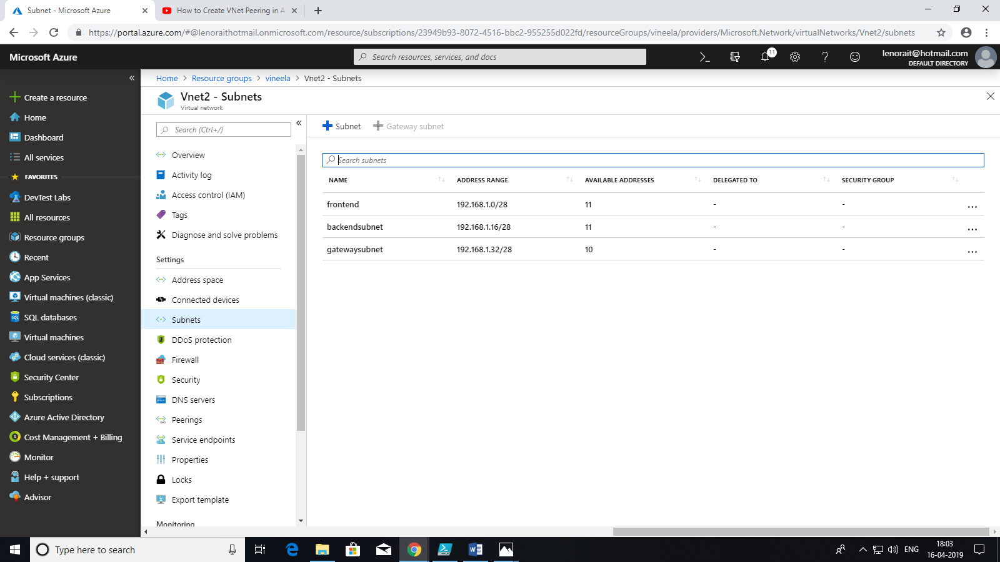 Subnet - Microsoft Azure
How to Create VNet Peering in A
https://portal.azure.com/#@lenoraithotmail.onmicrosoft.com/resource/subscriptions/23949b93-8072-4516-bbc2-955255d022fd/resourceGroups/vineela/providers/Microsoft.Network/virtualNetworks/Vnet2/subnets
Microsoft Azure
Search resources, services, and docs
11
lenorait@hotmail.com
DEFAULT DIRECTORY
Create a resource
Home
Dashboard
All services
FAVORITES
DevTest Labs
All resources
Resource groups
Recent
App Services
Virtual machines (classic)
SQL databases
Virtual machines
Cloud services (classic)
Security Center
Subscriptions
Azure Active Directory
Cost Management + Billing
Monitor
Help + support
Advisor
Home > Resource groups > vineela > Vnet2 - Subnets
Vnet2 - Subnets
Virtual network
Search (Ctrl+/)
Overview
Activity log
Access control (IAM)
Tags
Diagnose and solve problems
Settings
Address space
Connected devices
Subnets
DDoS protection
Firewall
Security
DNS servers
Peerings
Service endpoints
Properties
Locks
Export template
Monitoring
Subnet Gateway subnet
Search subnets
NAME ADDRESS RANGE AVAILABLE ADDRESSES DELEGATED TO SECURITY GROUP
frontend 192.168.1.0/28 11 - -
backendsubnet 192.168.1.16/28 11 - -
gatewaysubnet 192.168.1.32/28 10 - -
Type here to search
ENG
18:03
16-04-2019